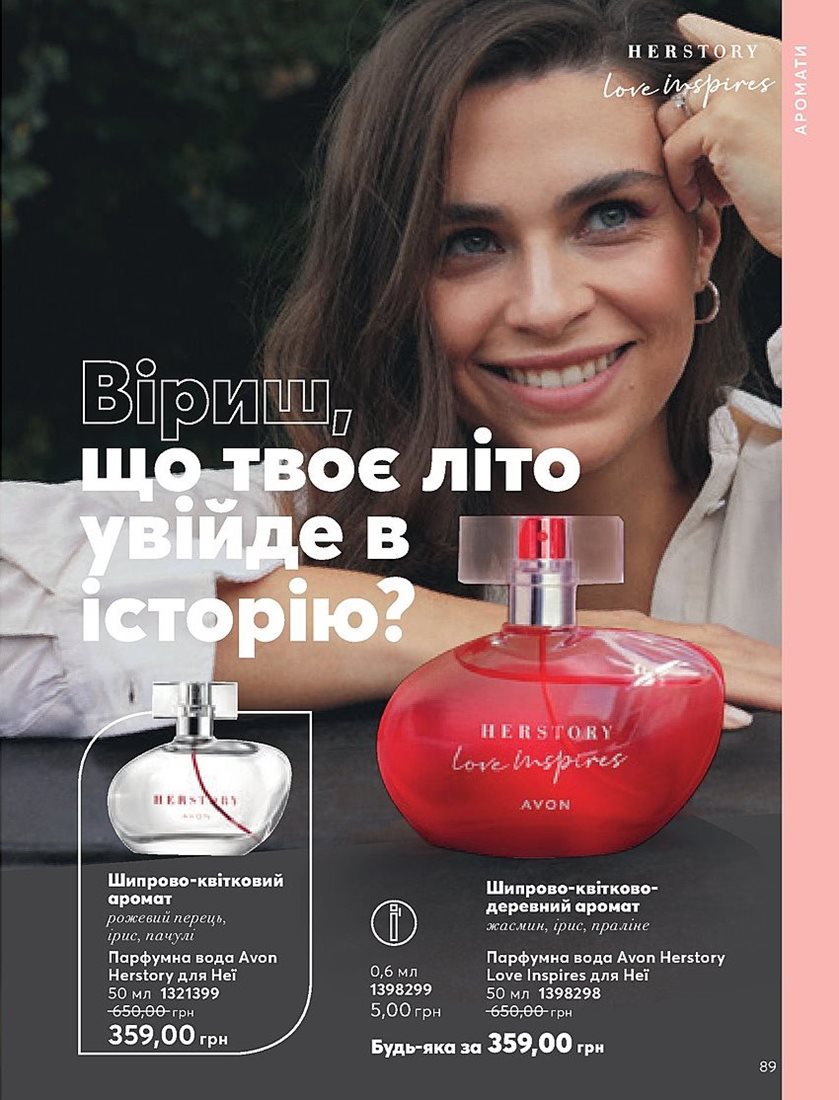 HERSTORY
Love Inspires
АРОМАТИ
Віриш,
що твоє літо
увійде в
історію?
HERSTORY
Love Inspires
AVON
HERSTORY
AVON
Шипрово-квітковий
аромат
рожевий перець,
ірис, пачулі
Парфумна вода Avon
Herstory для Неї
50 мл 1321399
650,00 грн
359,00 грн
0,6 мл
1398299
5,00 грн
Шипрово-квітково-
деревний аромат
жасмин, ірис, праліне
Парфумна вода Avon Herstory
Love Inspires для Неї
50 мл 1398298
650,00 грн
Будь-яка за 359,00 грн
89